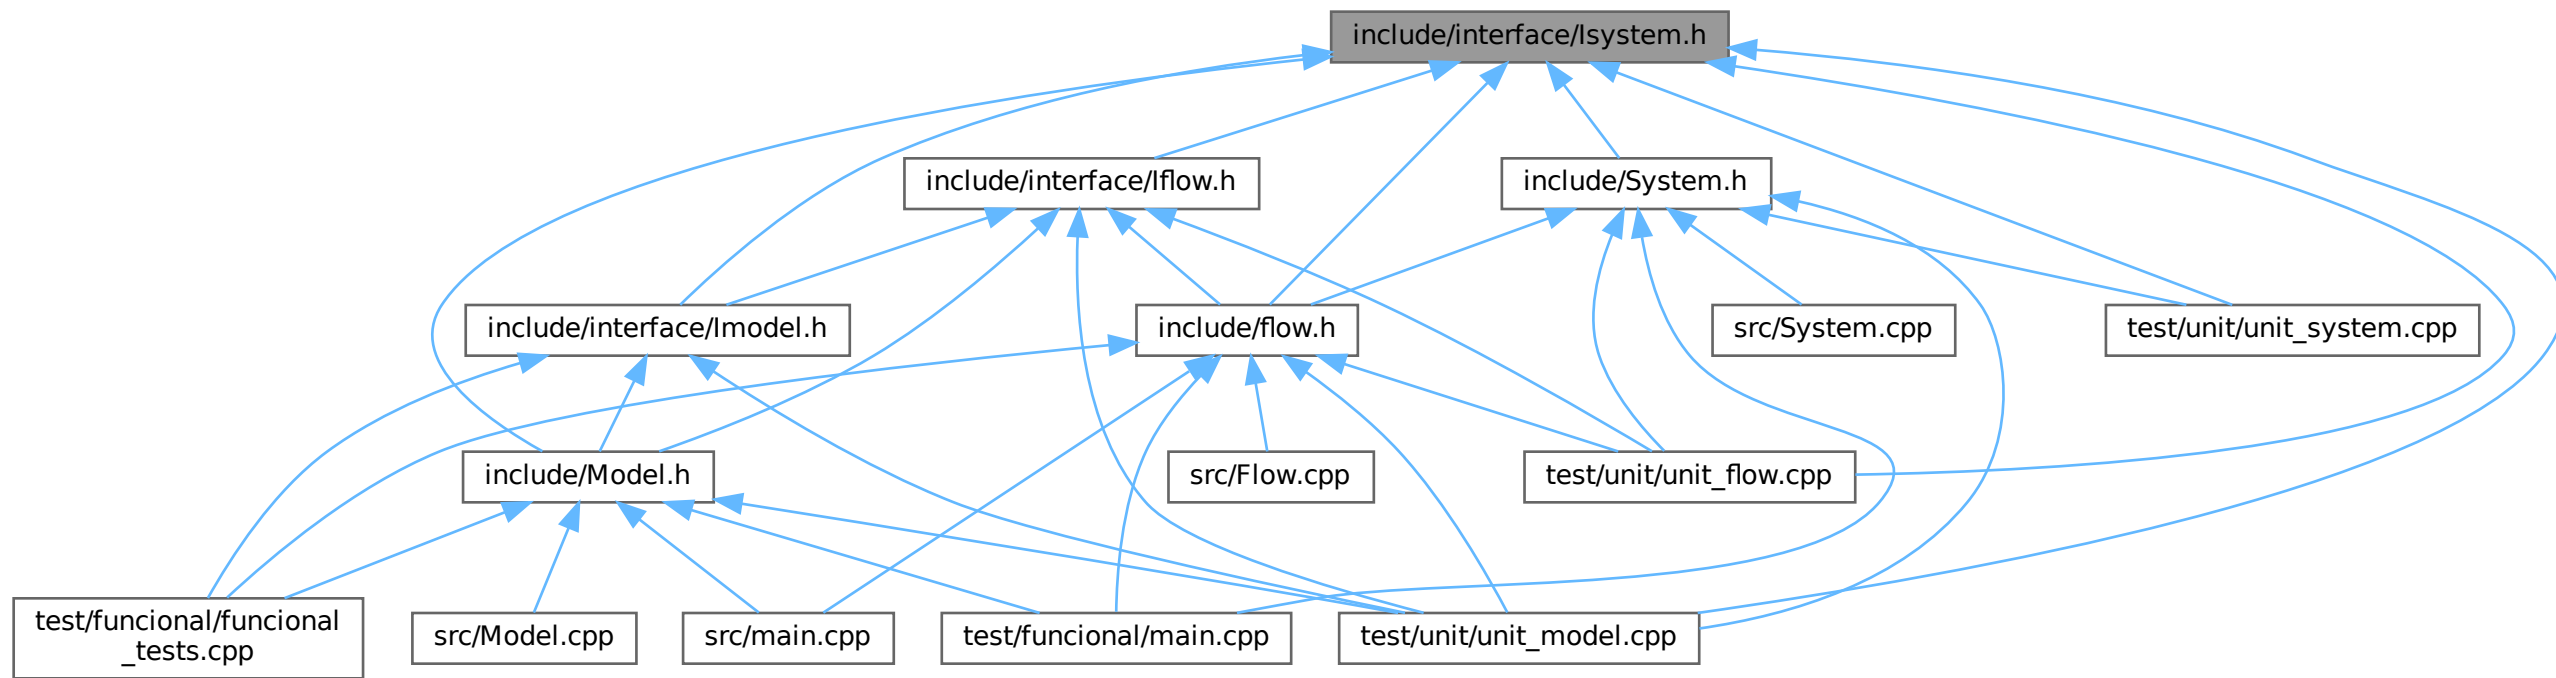 include/interface/Isystem.h
include/interface/Iflow.h
include/System.h
include/interface/Imodel.h
include/flow.h
src/System.cpp
test/unit/unit_system.cpp
include/Model.h
src/Flow.cpp
test/unit/unit_flow.cpp
test/funcional/funcional
_tests.cpp
src/Model.cpp
src/main.cpp
test/funcional/main.cpp
test/unit/unit_model.cpp